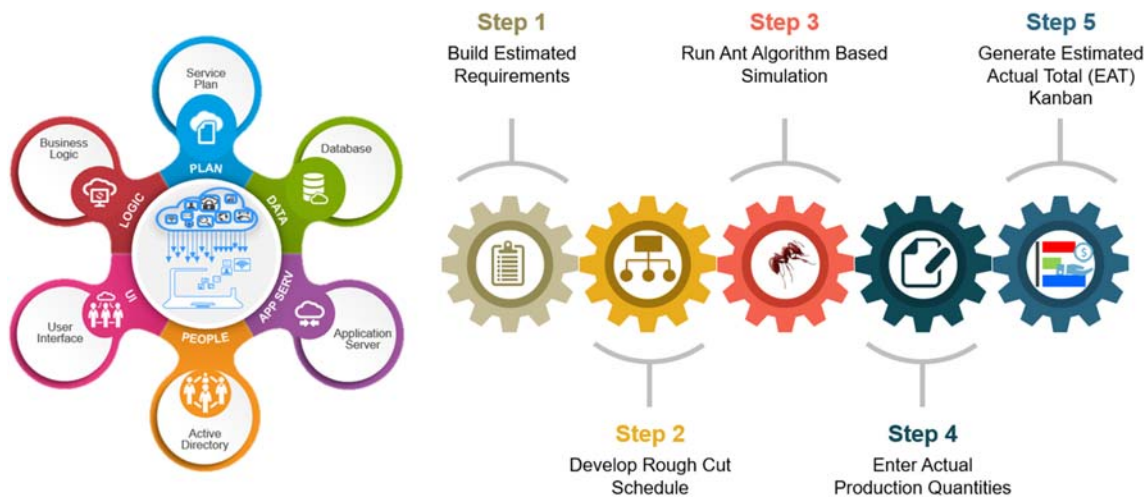 Service
Plan
Business
Logic
Database
PLAN
LOGIC
DATA
UI
APP SERV
PEOPLE
User
Interface
Application
Server
Active
Directory
Step 1
Build Estimated
Requirements
Step 3
Run Ant Algorithm Based
Simulation
Step 5
Generate Estimated
Actual Total (EAT)
Kanban
$
Step 2
Develop Rough Cut
Schedule
Step 4
Enter Actual
Production Quantities